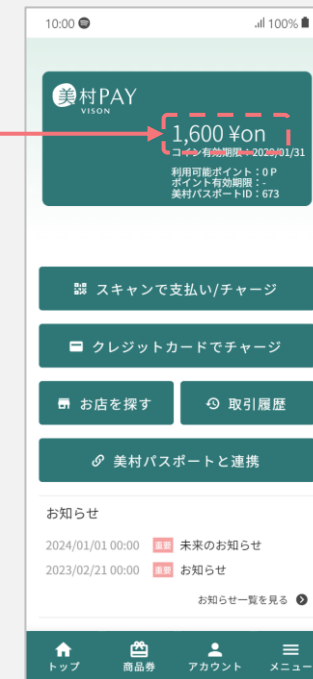 10:00
100%
美村PAY
VISON
1,600 ¥on
コイン有効期限：2029/01/31
利用可能ポイント：0 P
ポイント有効期限：-
美村パスポートID：673
スキャンで支払い/チャージ
クレジットカードでチャージ
お店を探す
取引履歴
美村パスポートと連携
お知らせ
2024/01/01 00:00 重要 未来のお知らせ
2023/02/21 00:00 重要 お知らせ
お知らせ一覧を見る
トップ 商品券 アカウント メニュー